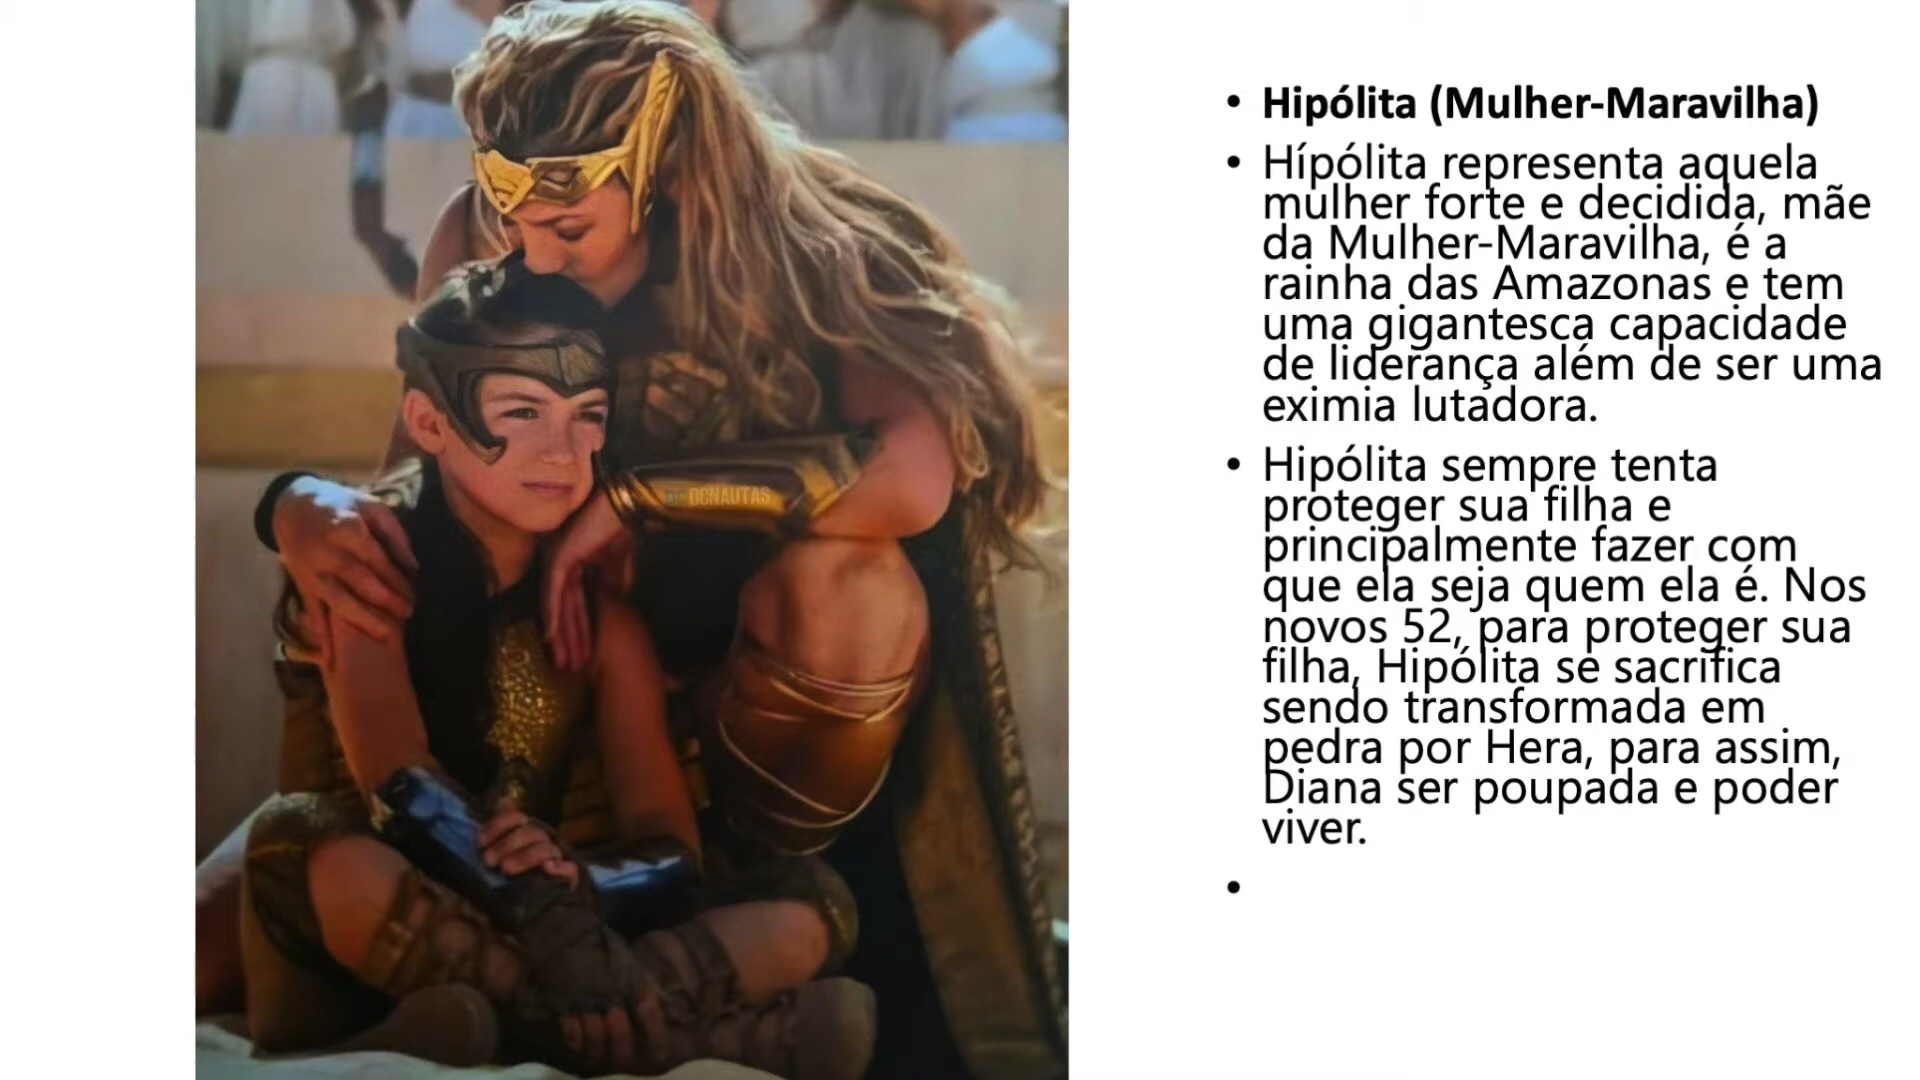 • Hipólita (Mulher-Maravilha)
• Hípólita representa aquela
mulher forte e decidida, mãe
da Mulher-Maravilha, é a
rainha das Amazonas e tem
uma gigantesca capacidade
de liderança além de ser uma
eximia lutadora.
• Hipólita sempre tenta
proteger sua filha e
principalmente fazer com
que ela seja quem ela é. Nos
novos 52, para proteger sua
filha, Hipólita se sacrifica
sendo transformada em
pedra por Hera, para assim,
Diana ser poupada e poder
viver.
•
DCNAUTAS